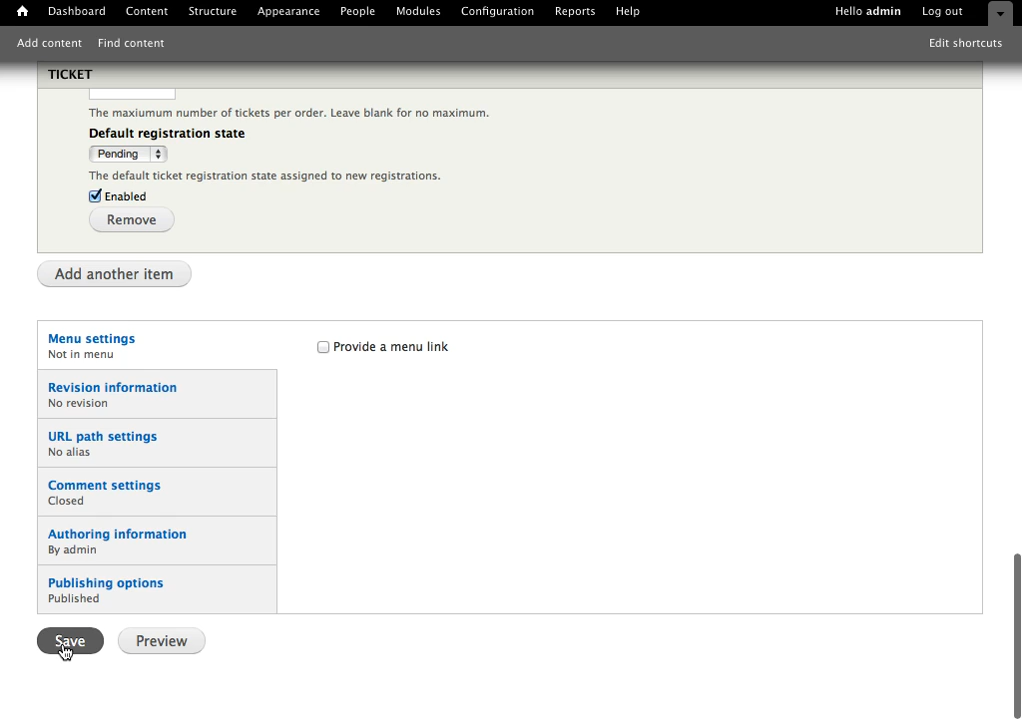 Dashboard Content Structure Appearance People Modules Configuration Reports Help Hello admin Log out
Add content Find content Edit shortcuts
TICKET
The maxiumum number of tickets per order. Leave blank for no maximum.
Default registration state
Pending
The default ticket registration state assigned to new registrations.
Enabled
Remove
Add another item
Menu settings
Not in menu
Provide a menu link
Revision information
No revision
URL path settings
No alias
Comment settings
Closed
Authoring information
By admin
Publishing options
Published
Save Preview